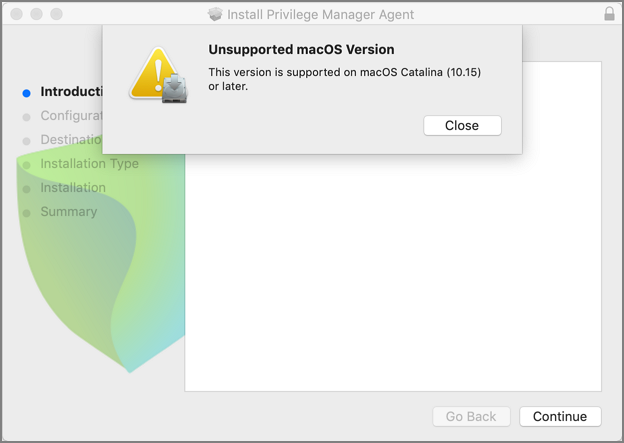 Install Privilege Manager Agent
Unsupported macOS Version
This version is supported on macOS Catalina (10.15)
or later.
Close
Introducti
Configurat
Destinatio
Installation Type
Installation
Summary
Go Back
Continue